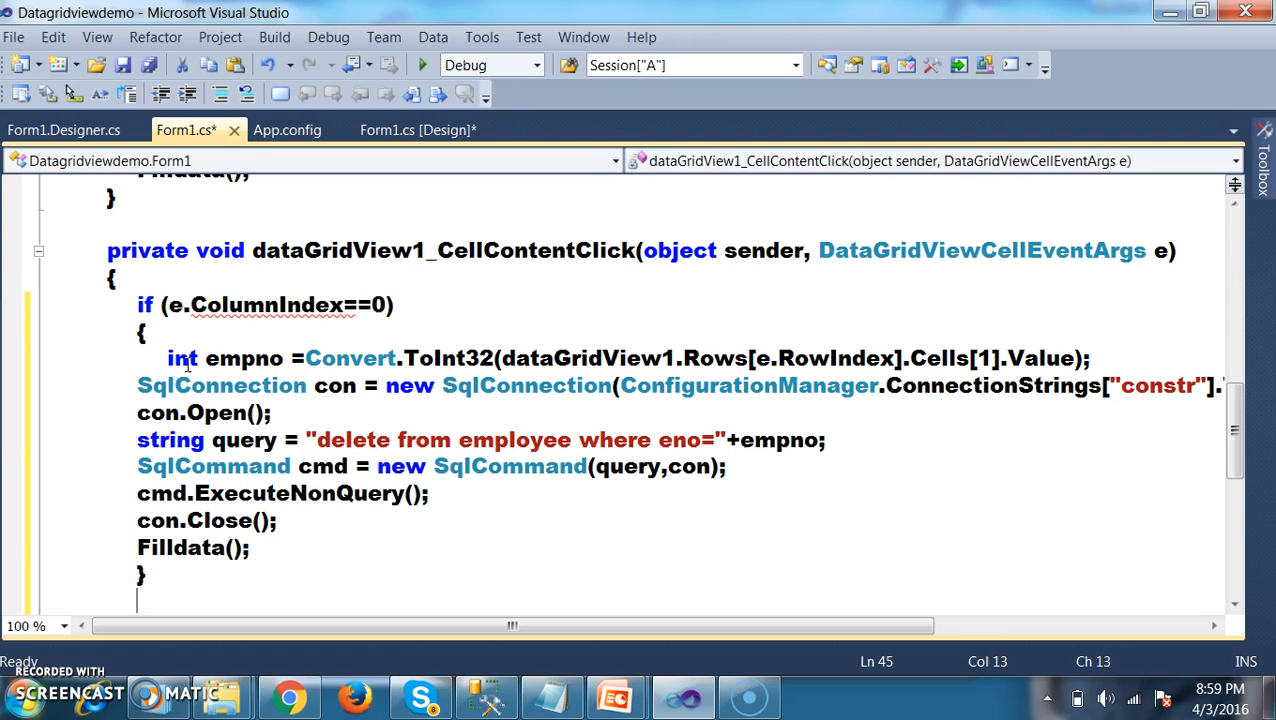 Datagridviewdemo - Microsoft Visual Studio
File Edit View Refactor Project Build Debug Team Data Tools Test Window Help
Debug Session["A"]
Form1.Designer.cs Form1.cs* App.config Form1.cs [Design]*
Datagridviewdemo.Form1 dataGridView1_CellContentClick(object sender, DataGridViewCellEventArgs e)
Toolbox
Filldata();
}
private void dataGridView1_CellContentClick(object sender, DataGridViewCellEventArgs e)
{
if (e.ColumnIndex==0)
{
int empno =Convert.ToInt32(dataGridView1.Rows[e.RowIndex].Cells[1].Value);
SqlConnection con = new SqlConnection(ConfigurationManager.ConnectionStrings["constr"].
con.Open();
string query = "delete from employee where eno="+empno;
SqlCommand cmd = new SqlCommand(query,con);
cmd.ExecuteNonQuery();
con.Close();
Filldata();
}
100 %
Ready Ln 45 Col 13 Ch 13 INS
RECORDED WITH
SCREENCAST MATIC
8:59 PM
4/3/2016